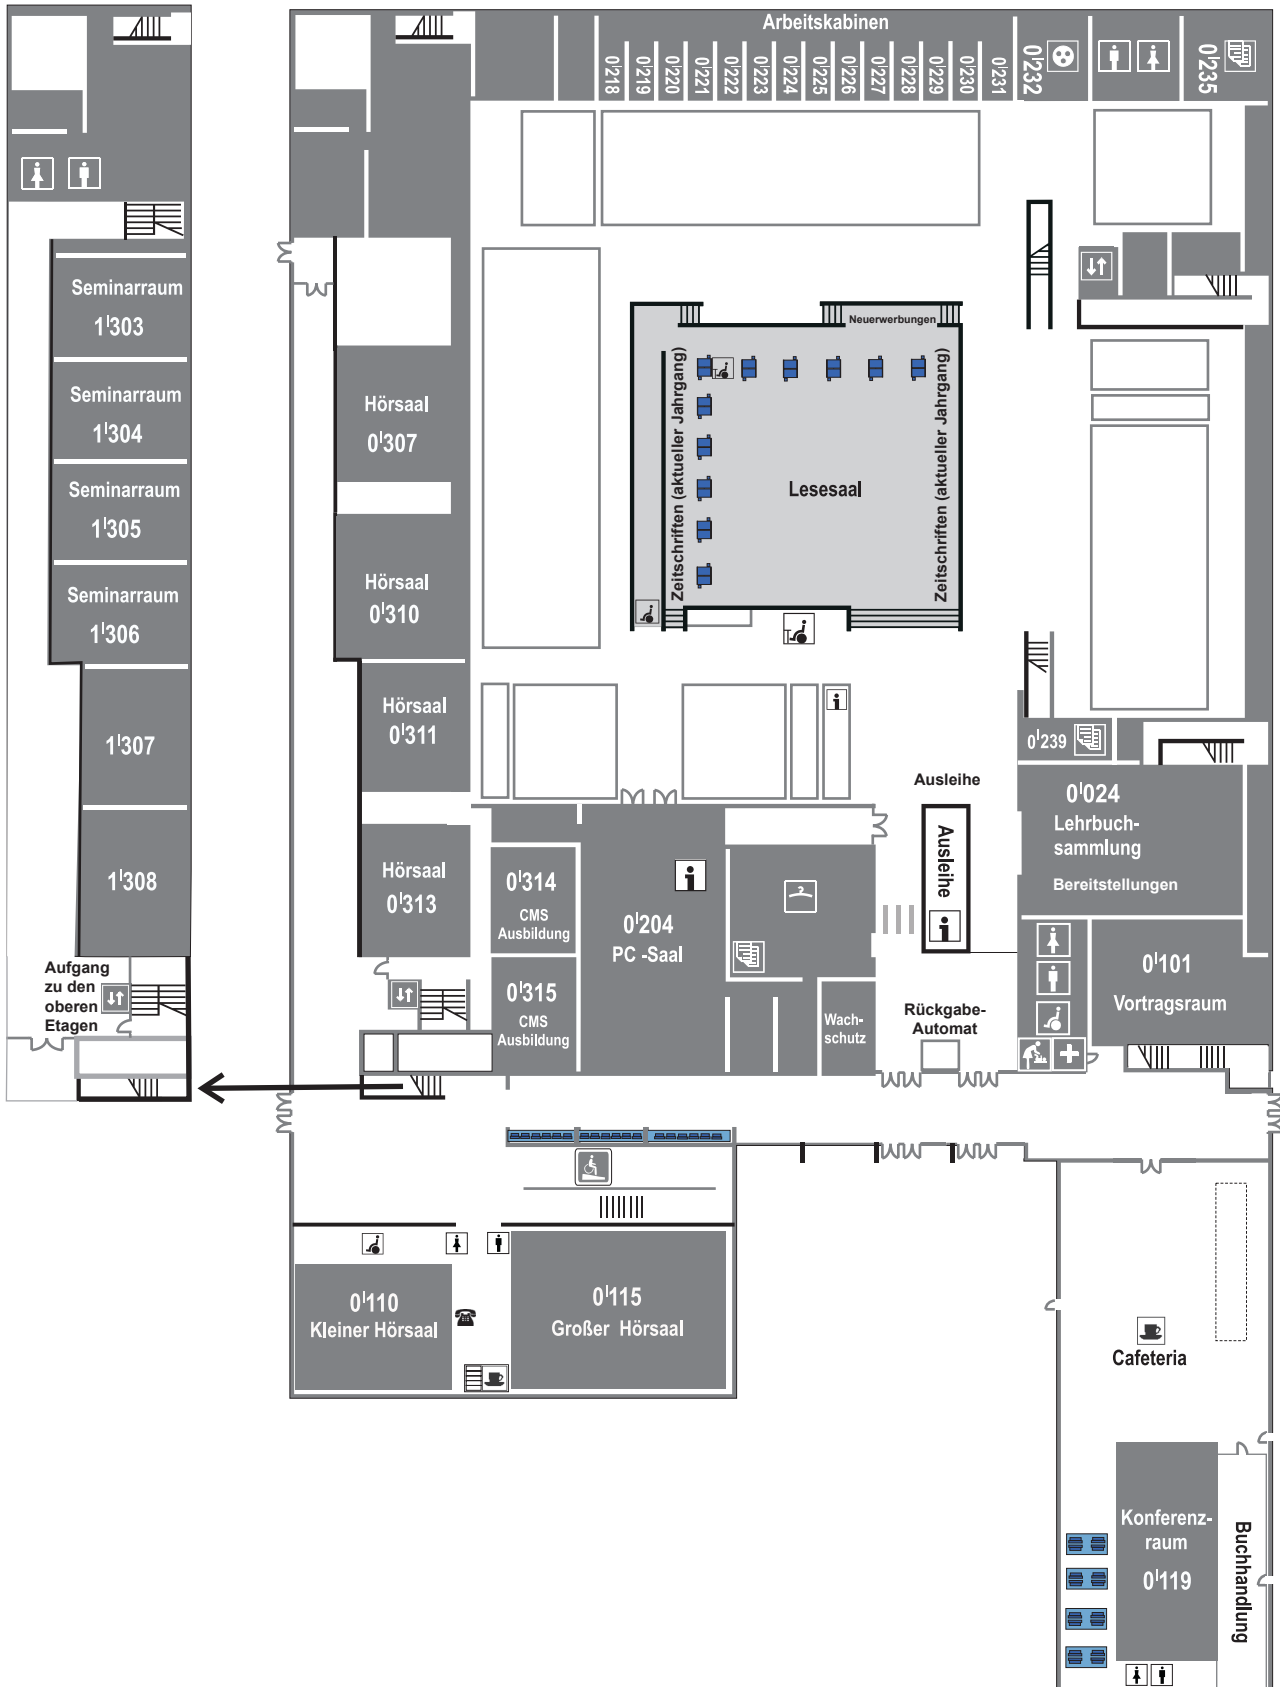 Arbeitskabinen
0'218
0'219
0'220
0'221
0'222
0'223
0'224
0'225
0'226
0'227
0'228
0'229
0'230
0'231
0'232
0'235
Seminarraum
1'303
Seminarraum
1'304
Seminarraum
1'305
Seminarraum
1'306
1'307
1'308
Aufgang
zu den
oberen
Etagen
Hörsaal
0'307
Hörsaal
0'310
Hörsaal
0'311
Hörsaal
0'313
Neuerwerbungen
Zeitschriften (aktueller Jahrgang)
Lesesaal
Zeitschriften (aktueller Jahrgang)
i
0'239
Ausleihe
0'024
Lehrbuch-
sammlung
Bereitstellungen
Ausleihe
i
0'314
CMS
Ausbildung
0'315
CMS
Ausbildung
i
0'204
PC -Saal
Wach-
schutz
Rückgabe-
Automat
0'101
Vortragsraum
0'110
Kleiner Hörsaal
0'115
Großer Hörsaal
Cafeteria
Konferenz-
raum
0'119
Buchhandlung